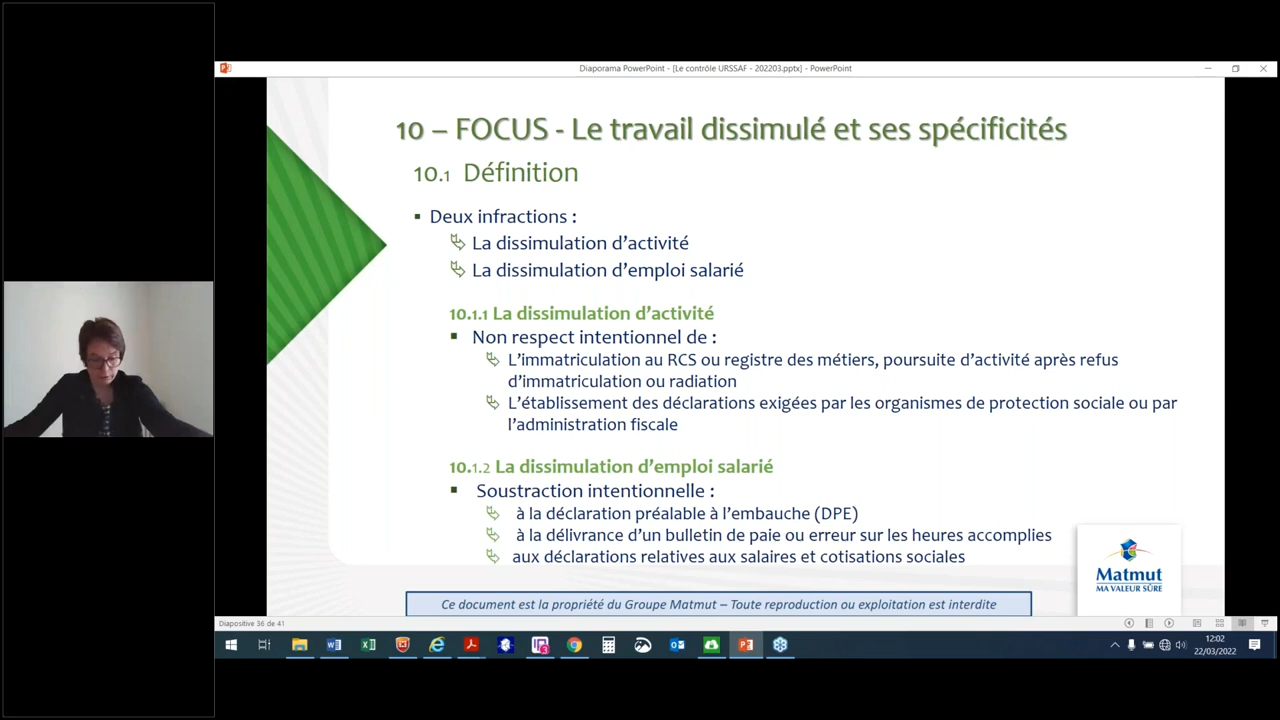 Diaporama PowerPoint - [Le contrôle URSSAF - 202203.pptx] - PowerPoint
10 – FOCUS - Le travail dissimulé et ses spécificités
10.1 Définition
Deux infractions :
La dissimulation d’activité
La dissimulation d’emploi salarié
10.1.1 La dissimulation d’activité
Non respect intentionnel de :
L’immatriculation au RCS ou registre des métiers, poursuite d’activité après refus
d’immatriculation ou radiation
L’établissement des déclarations exigées par les organismes de protection sociale ou par
l’administration fiscale
10.1.2 La dissimulation d’emploi salarié
Soustraction intentionnelle :
à la déclaration préalable à l’embauche (DPE)
à la délivrance d’un bulletin de paie ou erreur sur les heures accomplies
aux déclarations relatives aux salaires et cotisations sociales
Matmut
MA VALEUR SÛRE
Ce document est la propriété du Groupe Matmut – Toute reproduction ou exploitation est interdite
Diapositive 36 de 41
12:02
22/03/2022